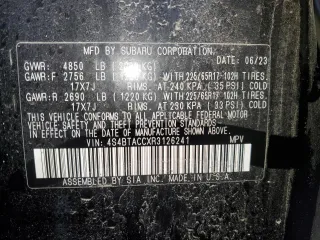 MFD BY SUBARU CORPORATION. DATE 06/23
GVWR: 4850 LB
GAWR:F 2756 LB KG) WITH 225/65R17-102H TIRES,
17X7J RIMS, AT 240 KPA ( 35 PSI) COLD
GAWR:R 2690 LB (1220 KG) WITH 225/65R17-102H TIRES,
17X7J RIMS, AT 230 KPA ( 33 PSI) COLD
THIS VEHICLE CONFORMS TO ALL APPLICABLE FEDERAL MOTOR
VEHICLE SAFETY, BUMPER, AND THEFT PREVENTION STANDARDS
IN EFFECT ON THE DATE OF MANUFACTURE SHOWN ABOVE.
VIN: 4S4BTACCXR3126241 MPV
ASSEMBLED BY SIA INC. MADE IN U.S.A.